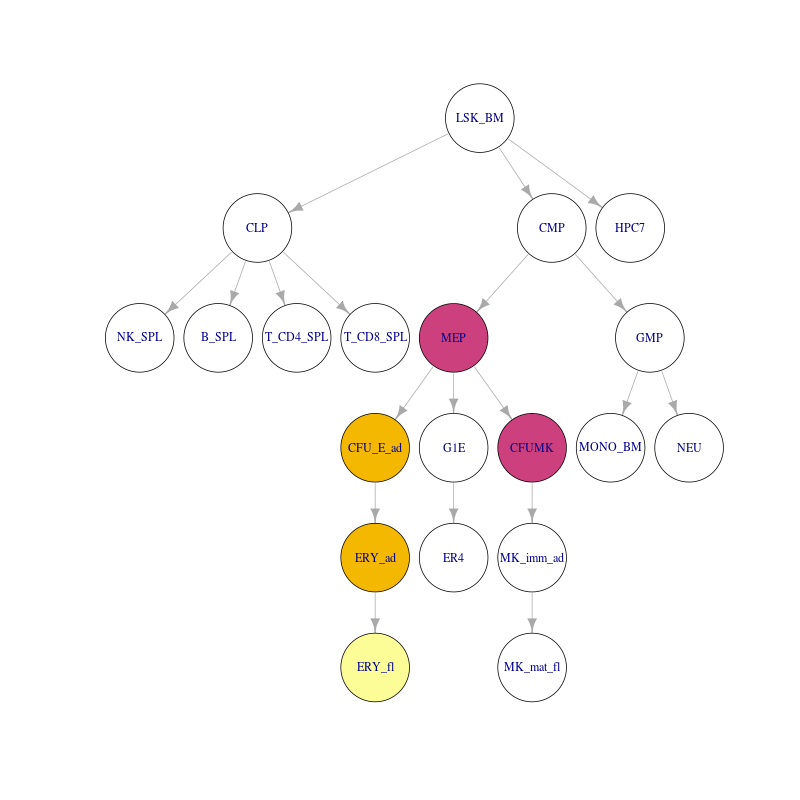 LSK_BM
CLP
CMP
HPC7
NK_SPL
B_SPL
T_CD4_SPL
T_CD8_SPL
MEP
GMP
CFU_E_ad
G1E
CFUMK
MONO_BM
NEU
ERY_ad
ER4
MK_imm_ad
ERY_fl
MK_mat_fl